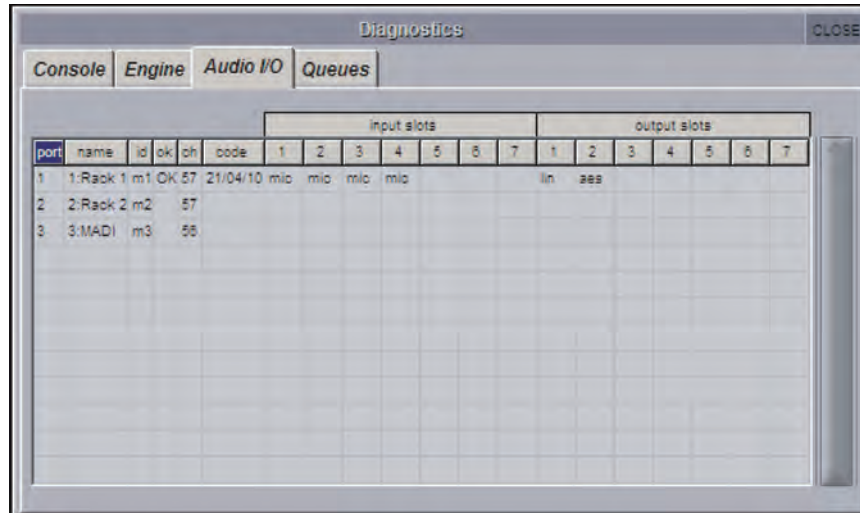 Diagnostics CLOSE
Console Engine Audio I/O Queues
input slots output slots
port name id ok ch code 1 2 3 4 5 6 7 1 2 3 4 5 6 7
1 1:Rack 1 m1 OK 57 21/04/10 mic mic mic mic lin aes
2 2:Rack 2 m2 57
3 3:MADI m3 56